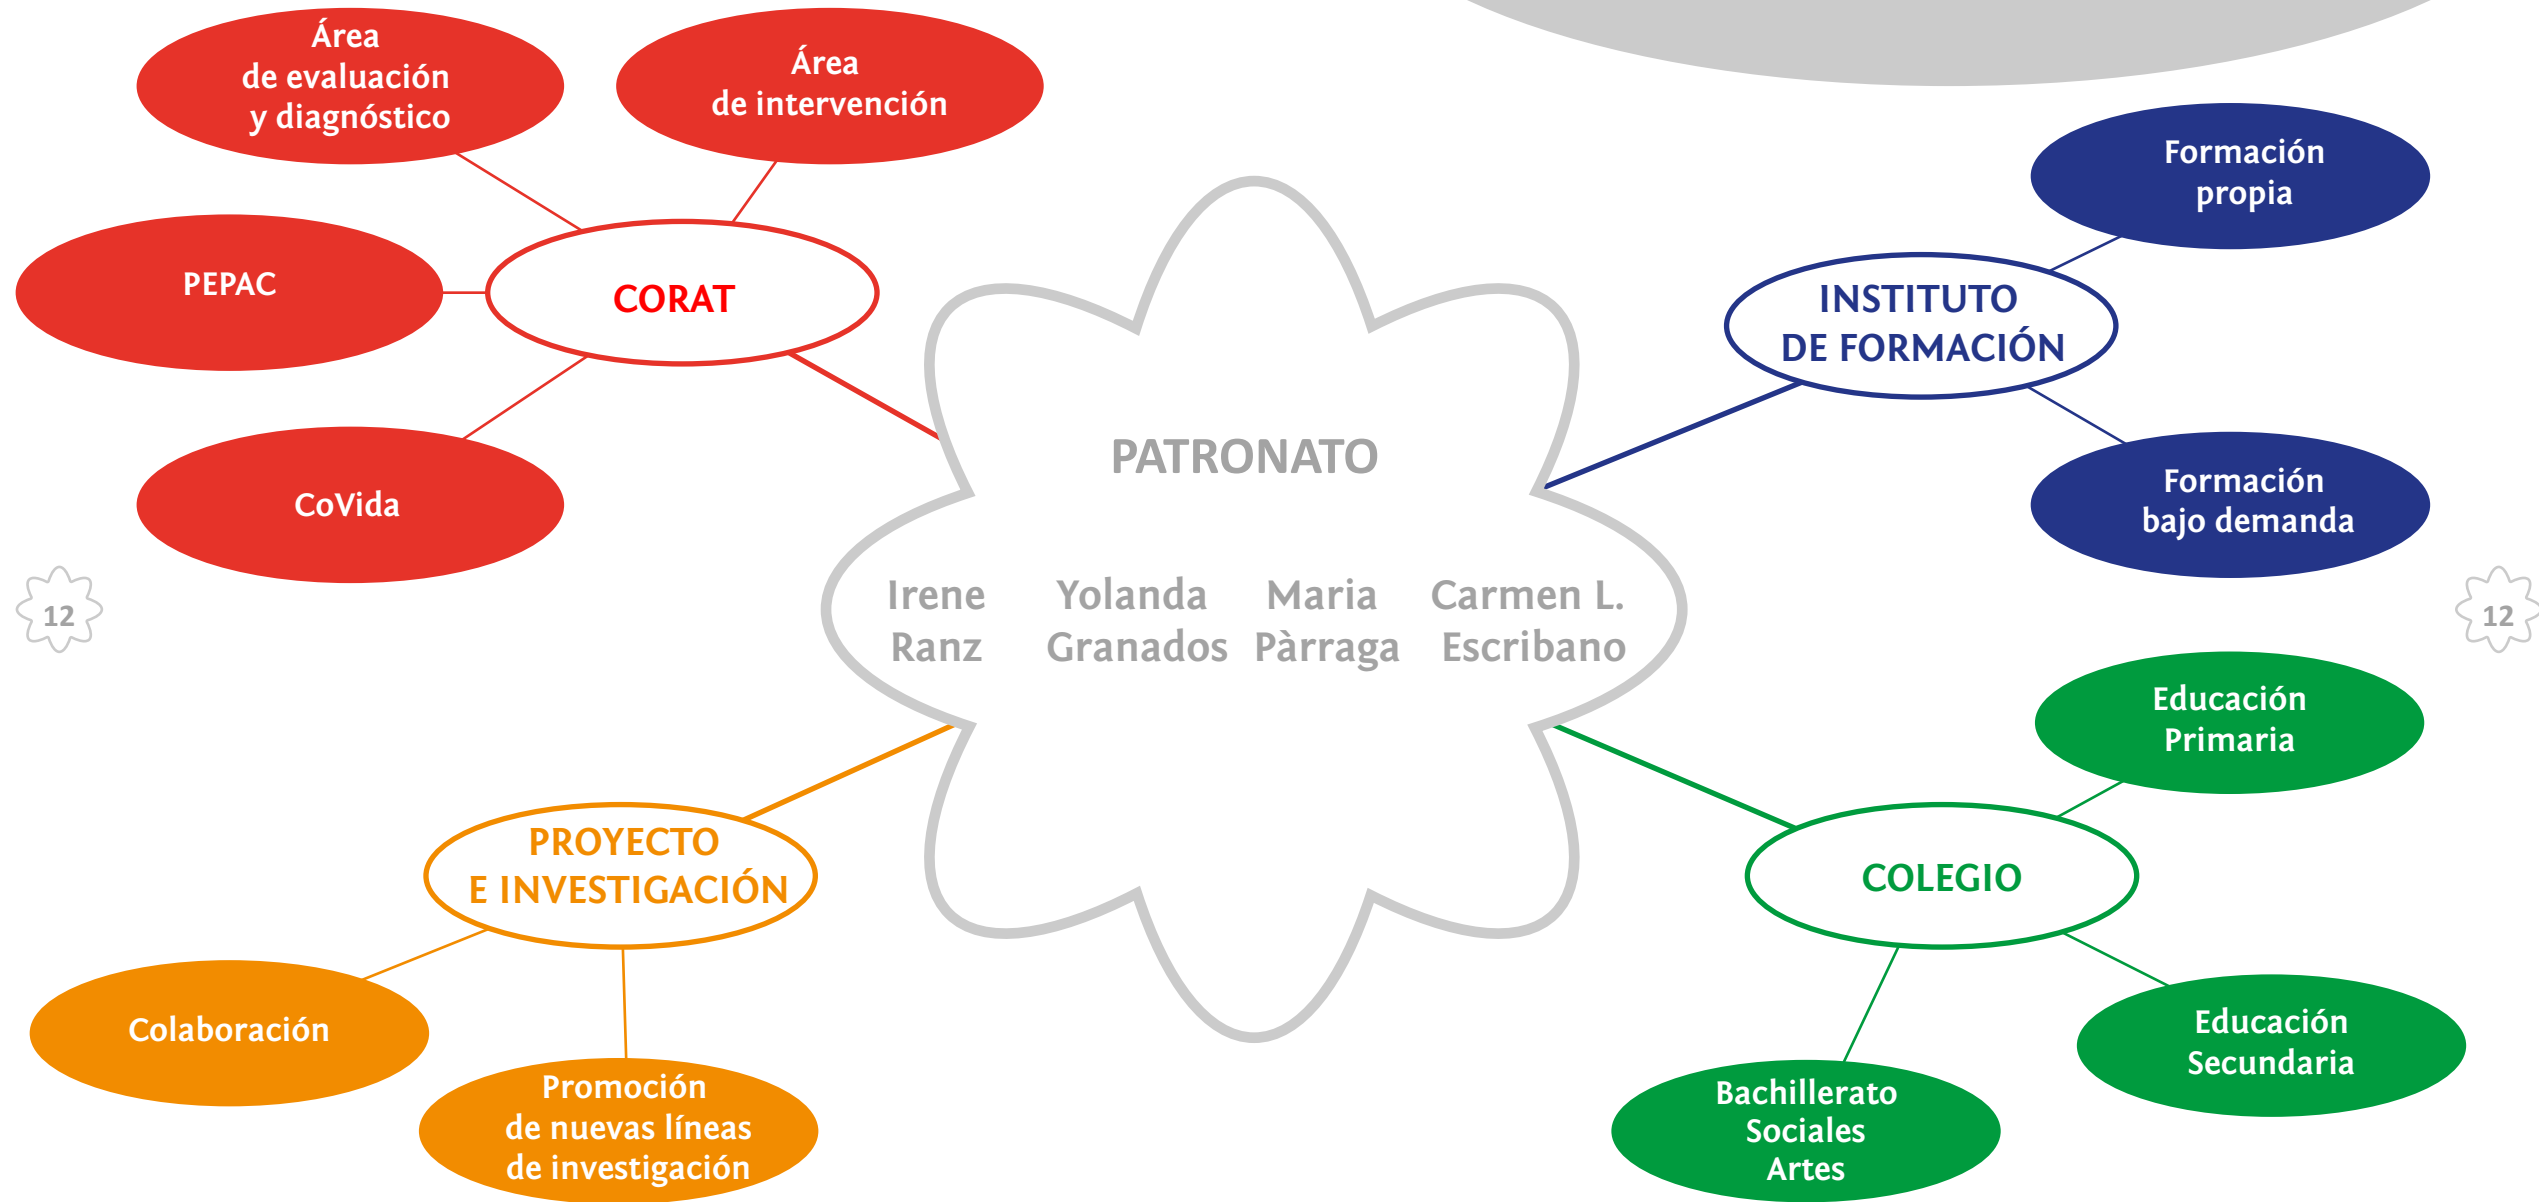 Área
de evaluación
y diagnóstico
Área
de intervención
PEPAC
CORAT
CoVida
Formación
propia
INSTITUTO
DE FORMACIÓN
Formación
bajo demanda
PATRONATO
Irene Yolanda Maria Carmen L.
Ranz Granados Pàrraga Escribano
12
12
PROYECTO
E INVESTIGACIÓN
Colaboración
Promoción
de nuevas líneas
de investigación
Educación
Primaria
COLEGIO
Educación
Secundaria
Bachillerato
Sociales
Artes